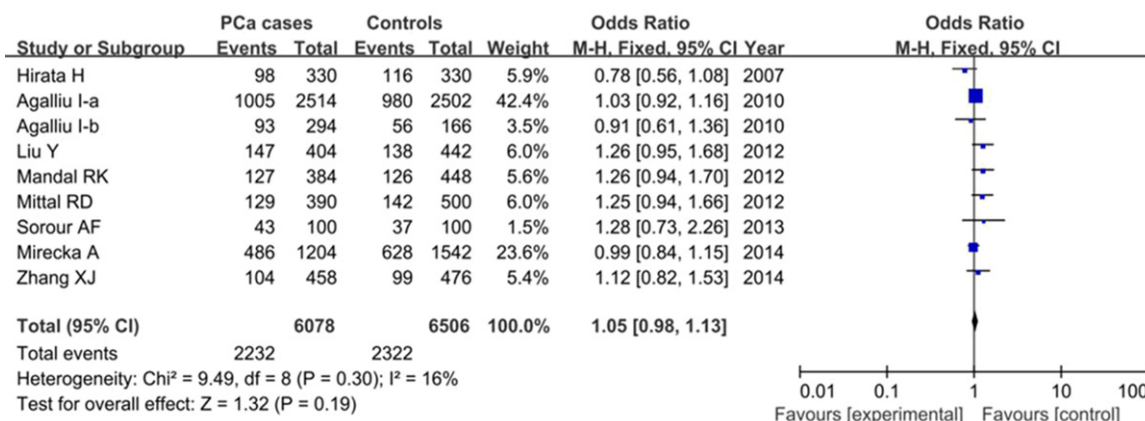 PCa cases Controls Odds Ratio Odds Ratio
Study or Subgroup Events Total Events Total Weight M-H, Fixed, 95% CI Year M-H, Fixed, 95% CI
Hirata H 98 330 116 330 5.9% 0.78 [0.56, 1.08] 2007
Agalliu I-a 1005 2514 980 2502 42.4% 1.03 [0.92, 1.16] 2010
Agalliu I-b 93 294 56 166 3.5% 0.91 [0.61, 1.36] 2010
Liu Y 147 404 138 442 6.0% 1.26 [0.95, 1.68] 2012
Mandal RK 127 384 126 448 5.6% 1.26 [0.94, 1.70] 2012
Mittal RD 129 390 142 500 6.0% 1.25 [0.94, 1.66] 2012
Sorour AF 43 100 37 100 1.5% 1.28 [0.73, 2.26] 2013
Mirecka A 486 1204 628 1542 23.6% 0.99 [0.84, 1.15] 2014
Zhang XJ 104 458 99 476 5.4% 1.12 [0.82, 1.53] 2014
Total (95% CI) 6078 6506 100.0% 1.05 [0.98, 1.13]
Total events 2232 2322
Heterogeneity: Chi² = 9.49, df = 8 (P = 0.30); I² = 16%
Test for overall effect: Z = 1.32 (P = 0.19)
0.01 0.1 1 10 100
Favours [experimental] Favours [control]